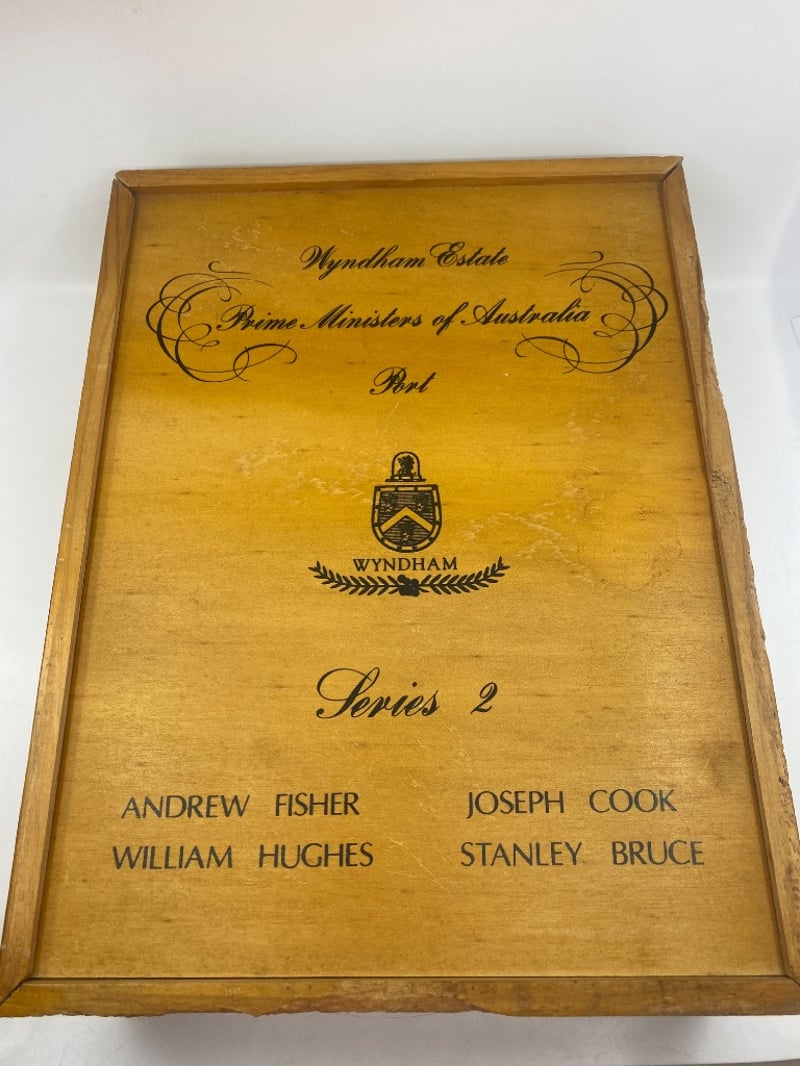 Wyndham Estate
Prime Ministers of Australia
Port
WYNDHAM
Series 2
ANDREW FISHER JOSEPH COOK
WILLIAM HUGHES STANLEY BRUCE